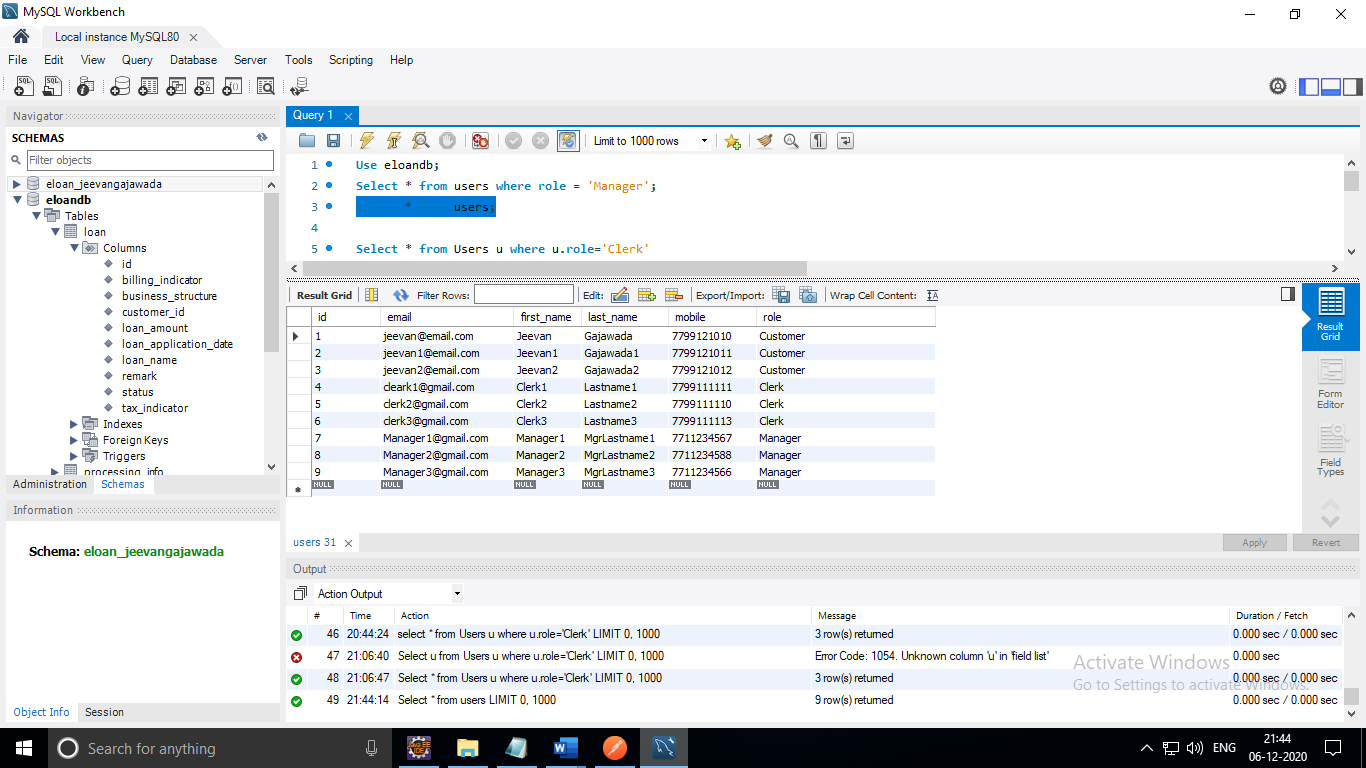 MySQL Workbench
Local instance MySQL80
File Edit View Query Database Server Tools Scripting Help
Navigator
SCHEMAS
Filter objects
eloan_jeevangajawada
eloandb
Tables
loan
Columns
id
billing_indicator
business_structure
customer_id
loan_amount
loan_application_date
loan_name
remark
status
tax_indicator
Indexes
Foreign Keys
Triggers
processing_info
Administration Schemas
Information
Schema: eloan_jeevangajawada
Object Info Session
Query 1
Limit to 1000 rows
1 Use eloandb;
2 Select * from users where role = 'Manager';
3 * users;
4
5 Select * from Users u where u.role='Clerk'
Result Grid Filter Rows: Edit: Export/Import: Wrap Cell Content:
id email first_name last_name mobile role
1 jeevan@email.com Jeevan Gajawada 7799121010 Customer
2 jeevan1@email.com Jeevan1 Gajawada1 7799121011 Customer
3 jeevan2@email.com Jeevan2 Gajawada2 7799121012 Customer
4 cleark1@gmail.com Clerk1 Lastname1 7799111111 Clerk
5 clerk2@gmail.com Clerk2 Lastname2 7799111110 Clerk
6 clerk3@gmail.com Clerk3 Lastname3 7799111113 Clerk
7 Manager1@gmail.com Manager1 MgrLastname1 7711234567 Manager
8 Manager2@gmail.com Manager2 MgrLastname2 7711234588 Manager
9 Manager3@gmail.com Manager3 MgrLastname3 7711234566 Manager
NULL NULL NULL NULL NULL NULL
Result
Grid
Form
Editor
Field
Types
users 31
Apply Revert
Output
Action Output
# Time Action Message Duration / Fetch
46 20:44:24 select * from Users u where u.role='Clerk' LIMIT 0, 1000 3 row(s) returned 0.000 sec / 0.000 sec
47 21:06:40 Select u from Users u where u.role='Clerk' LIMIT 0, 1000 Error Code: 1054. Unknown column 'u' in 'field list' 0.000 sec
48 21:06:47 Select * from Users u where u.role='Clerk' LIMIT 0, 1000 3 row(s) returned 0.000 sec / 0.000 sec
49 21:44:14 Select * from users LIMIT 0, 1000 9 row(s) returned 0.000 sec / 0.000 sec
Activate Windows
Go to Settings to activate Windows.
Search for anything
ENG
21:44
06-12-2020